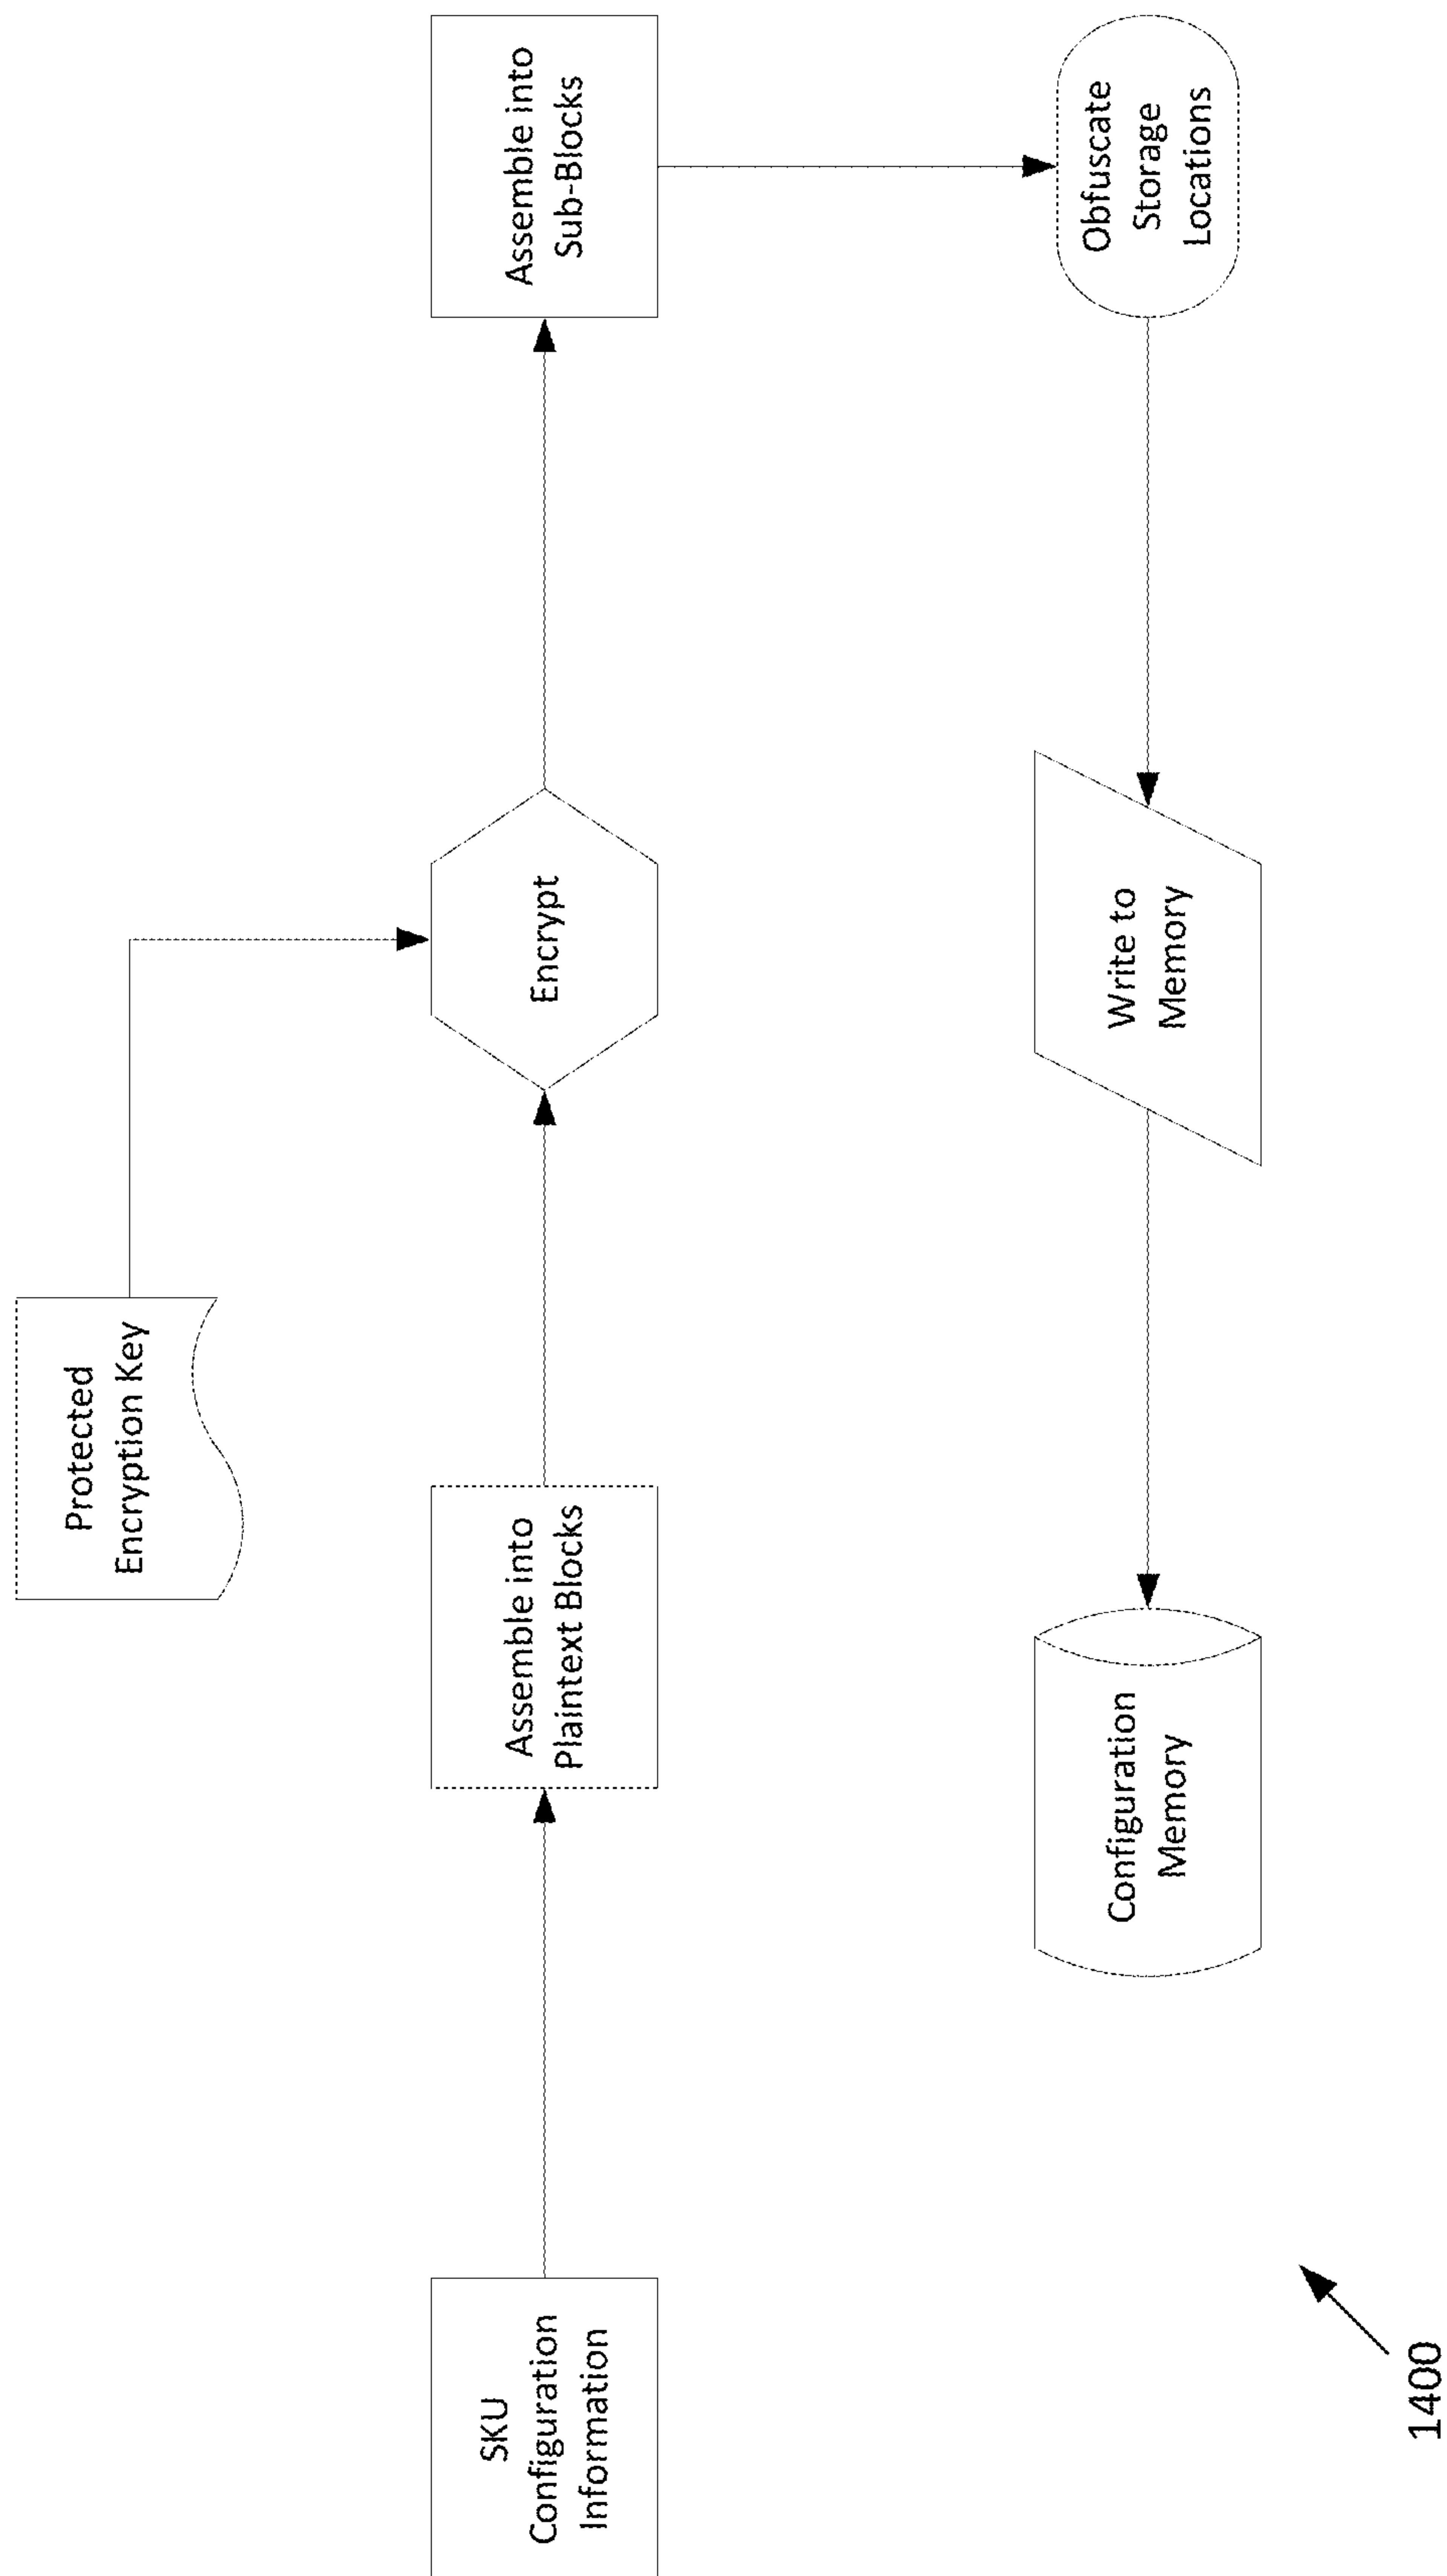 Protected
Encryption Key
SKU
Configuration
Information
Assemble into
Plaintext Blocks
Encrypt
Assemble into
Sub-Blocks
Configuration
Memory
Write to
Memory
Obfuscate
Storage
Locations
1400